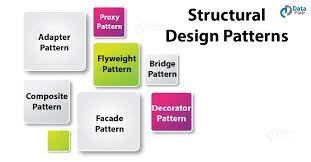 Structural
Design Patterns
Data
Flair
Proxy
Pattern
Adapter
Pattern
Flyweight
Pattern
Bridge
Pattern
Composite
Pattern
Facade
Pattern
Decorator
Pattern